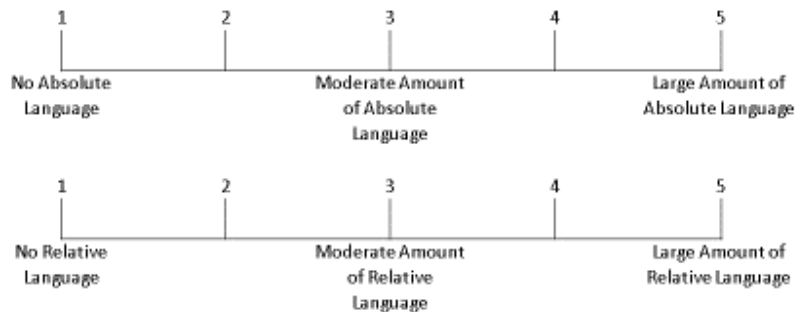 1 2 3 4 5
No Absolute Moderate Amount Large Amount of
Language of Absolute Absolute Language
Language
1 2 3 4 5
No Relative Moderate Amount Large Amount of
Language of Relative Relative Language
Language